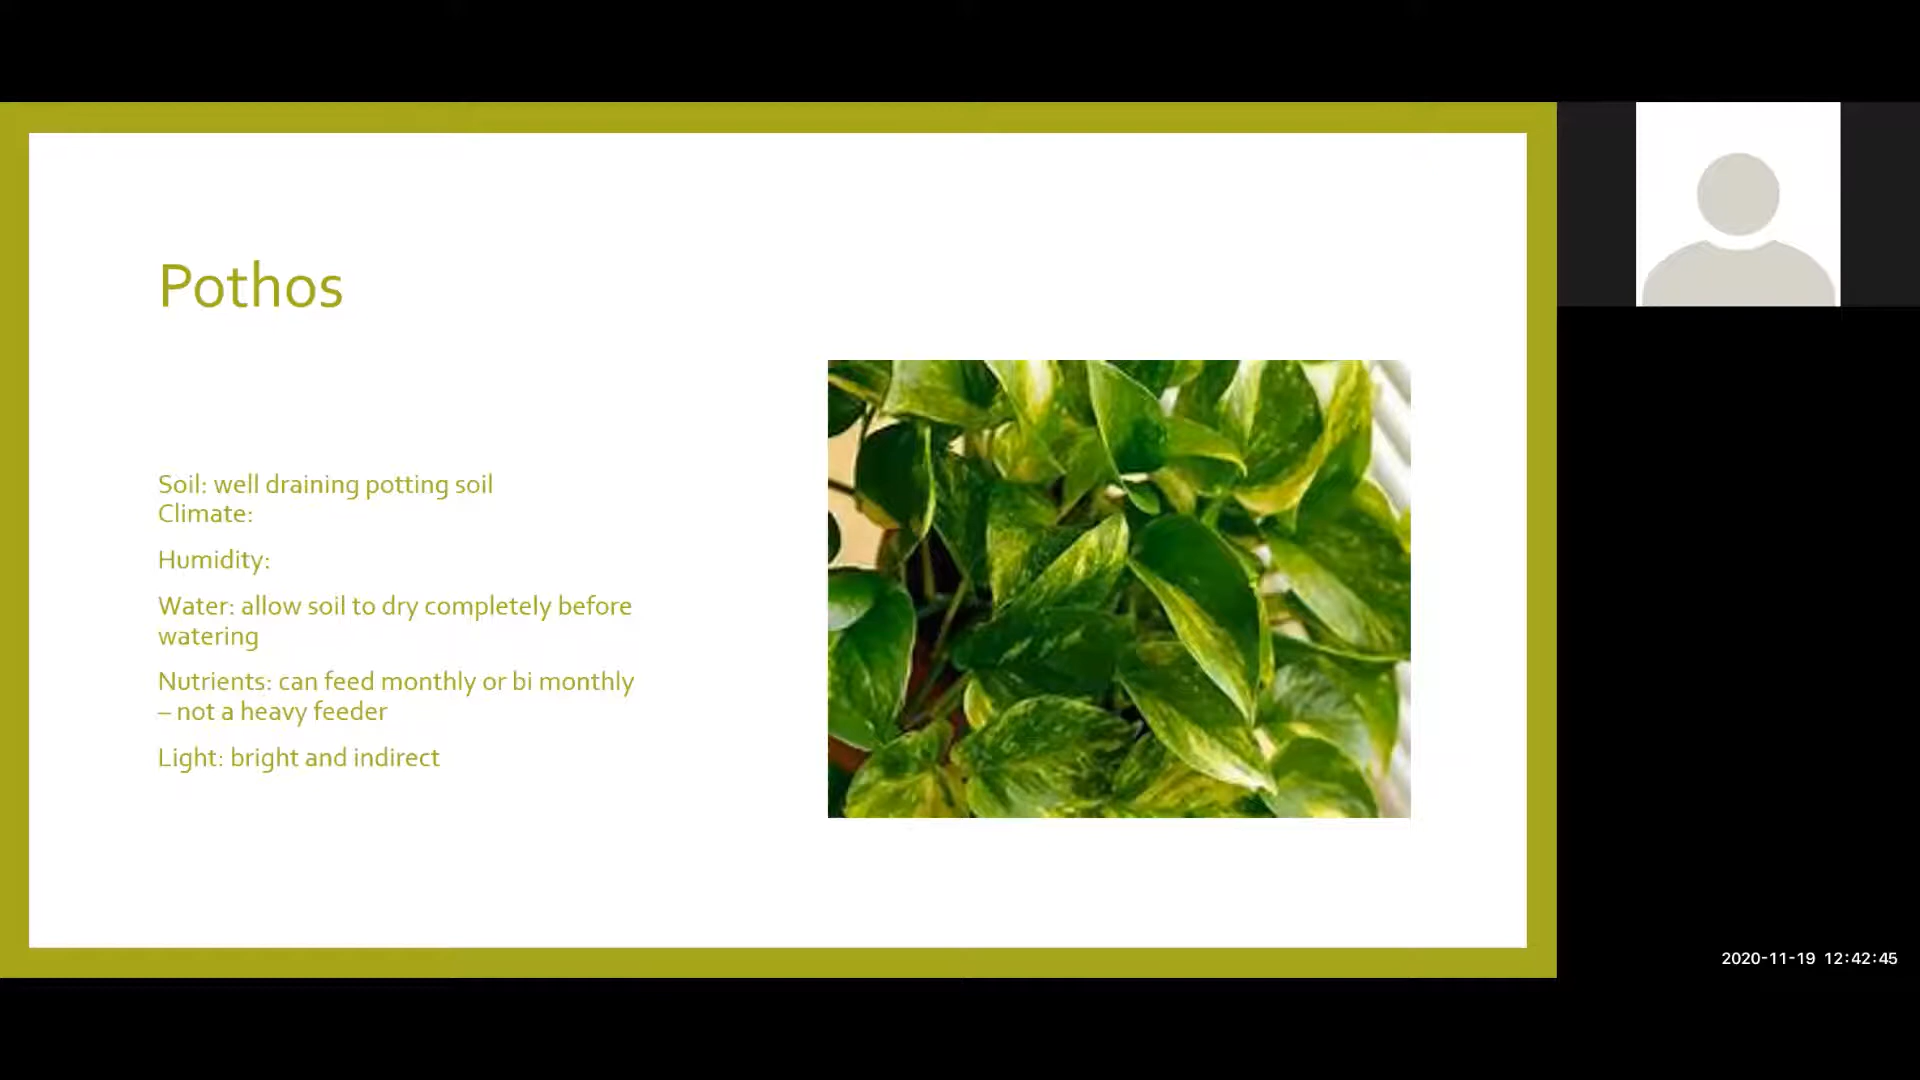 Pothos
Soil: well draining potting soil
Climate:
Humidity:
Water: allow soil to dry completely before
watering
Nutrients: can feed monthly or bi monthly
– not a heavy feeder
Light: bright and indirect
2020-11-19 12:42:45